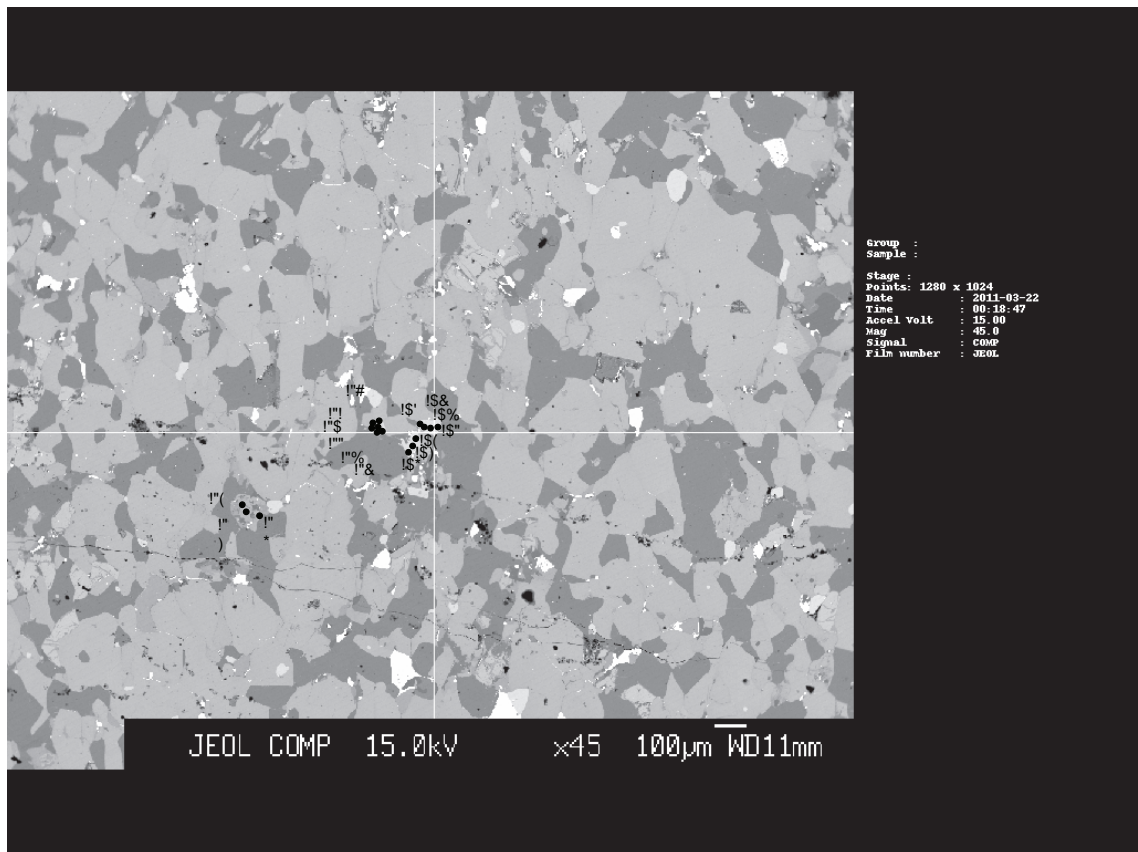 Group :
Sample :
Stage :
Points: 1280 x 1024
Date : 2011-03-22
Time : 00:18:47
Accel Volt : 15.00
Mag : 45.0
Signal : COMP
Film number : JEOL
!"#
!$&
!$'
!$%
!"!
!"$
!$"
!""
!$(
!$)
!"%
!$*
!"&
!"(
!"
)
!"
*
JEOL COMP 15.0kV x45 100µm WD11mm